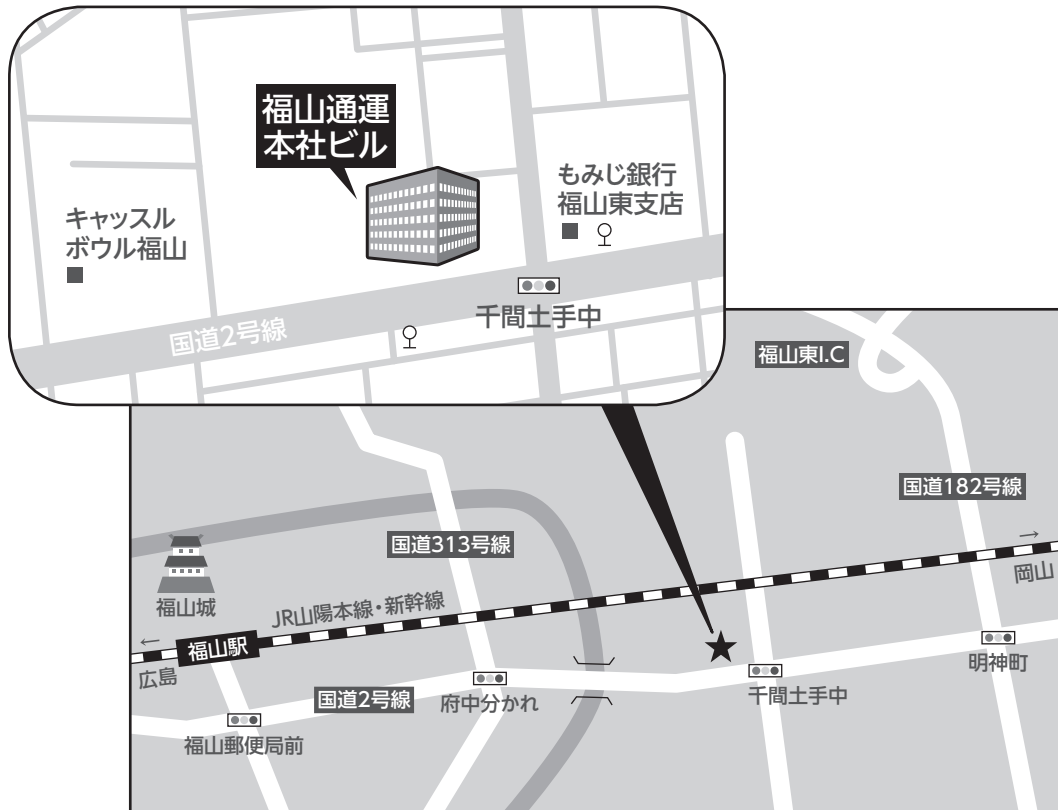 福山通運
本社ビル
もみじ銀行
福山東支店
キャッスル
ボウル福山
千間土手中
国道2号線
福山東I.C
国道182号線
国道313号線
→
岡山
福山城
JR山陽本線・新幹線
←
福山駅
広島
明神町
国道2号線
府中分かれ
千間土手中
福山郵便局前